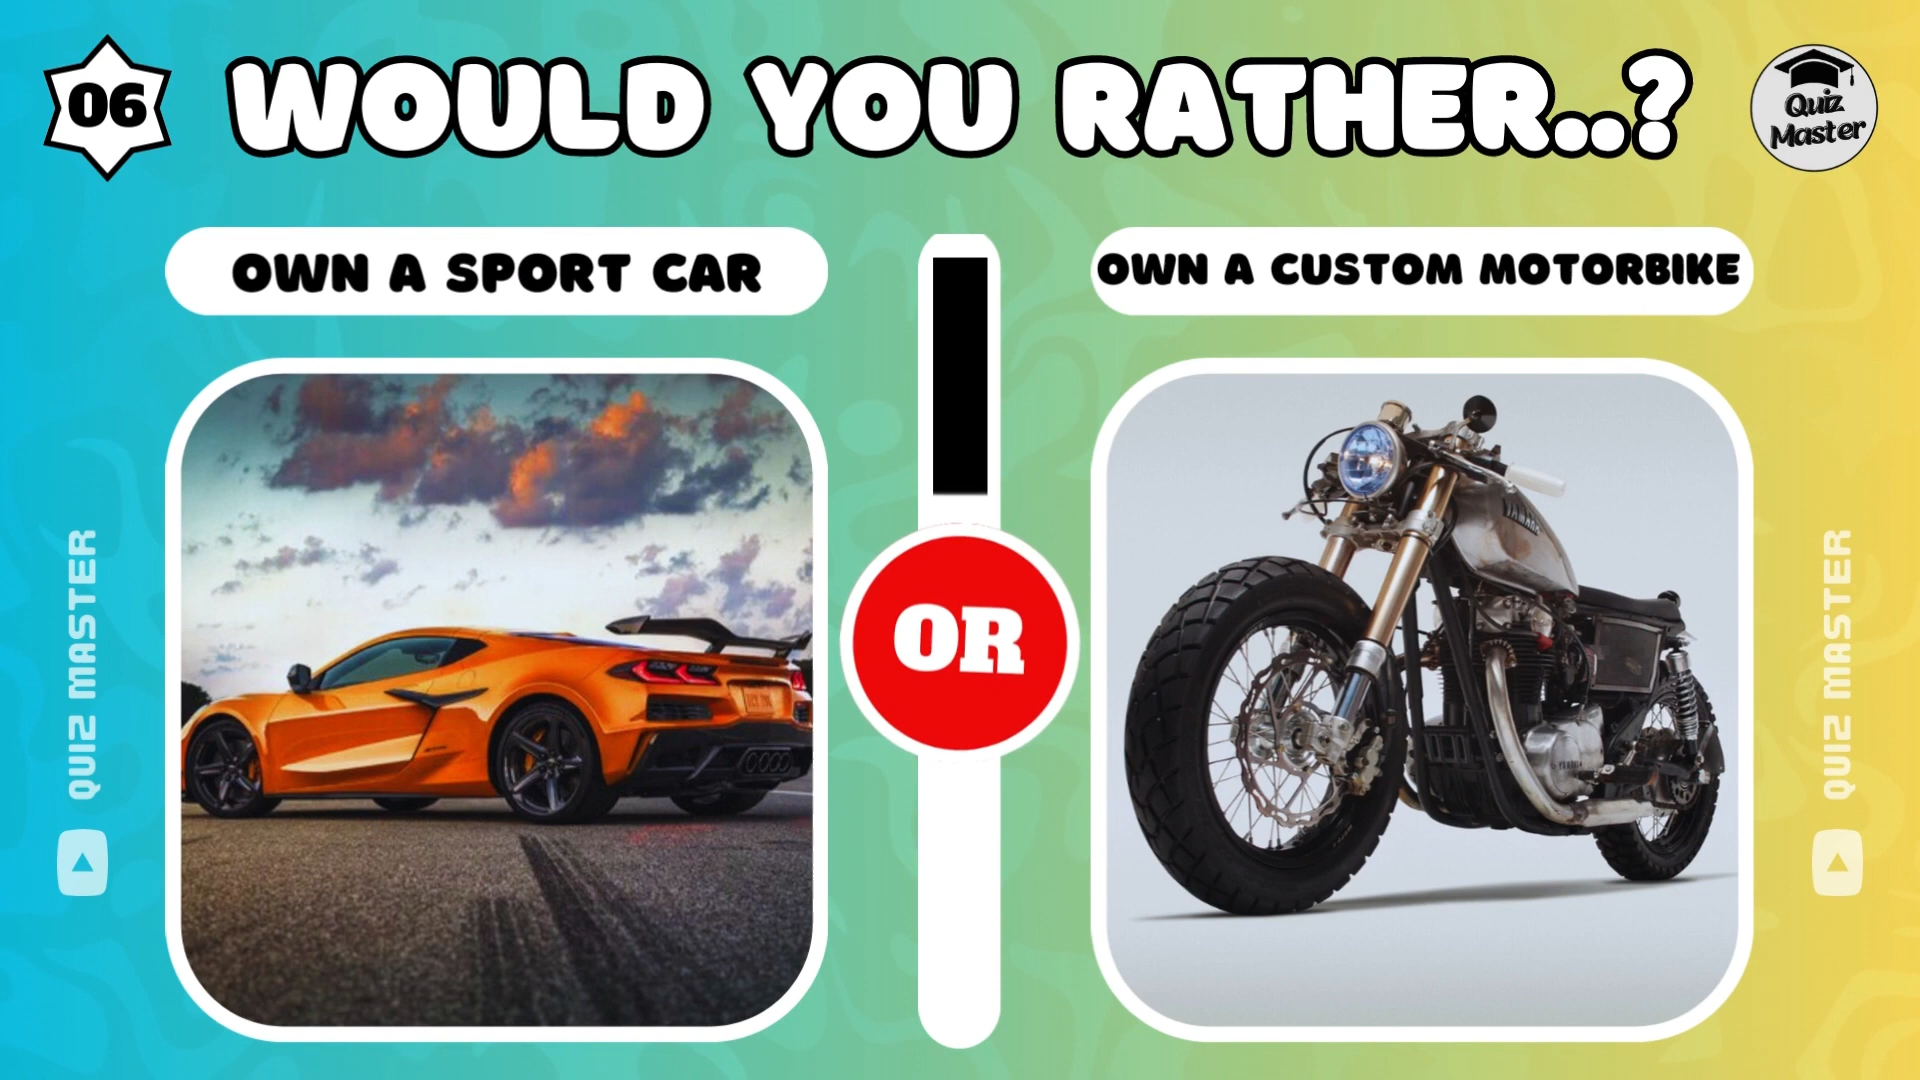 06
WOULD YOU RATHER..?
Quiz
Master
OWN A SPORT CAR
OWN A CUSTOM MOTORBIKE
OR
YAMAHA
QUIZ MASTER
QUIZ MASTER